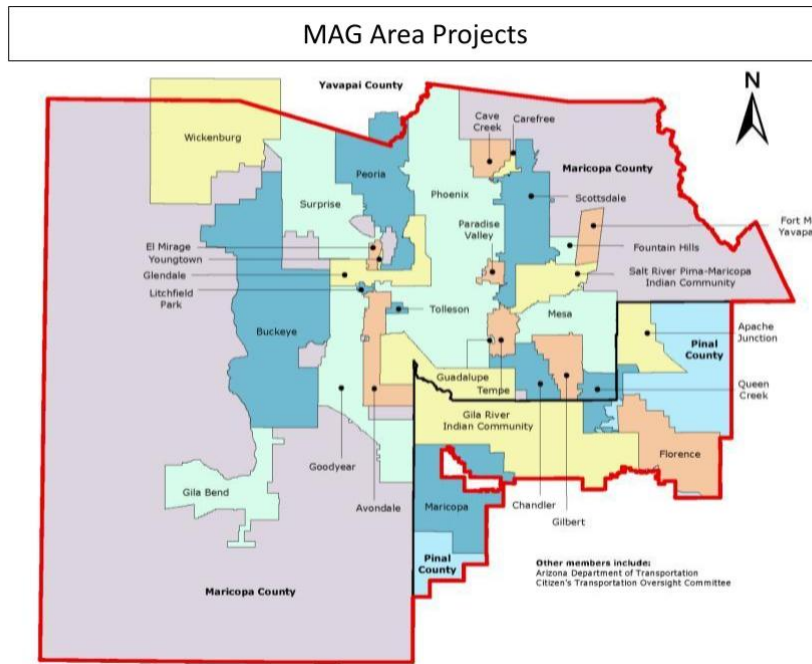 MAG Area Projects
Yavapai County
N
Wickenburg
Cave
Creek
Carefree
Peoria
Maricopa County
Phoenix
Scottsdale
Surprise
Paradise
Valley
Fort M
Yavapa
El Mirage
Youngtown
Fountain Hills
Glendale
Salt River Pima-Maricopa
Indian Community
Litchfield
Park
Tolleson
Mesa
Buckeye
Apache
Junction
Pinal
County
Guadalupe
Tempe
Queen
Creek
Gila River
Indian Community
Florence
Goodyear
Gila Bend
Avondale
Maricopa
Chandler
Gilbert
Pinal
County
Other members include:
Arizona Department of Transportation
Citizen's Transportation Oversight Committee
Maricopa County